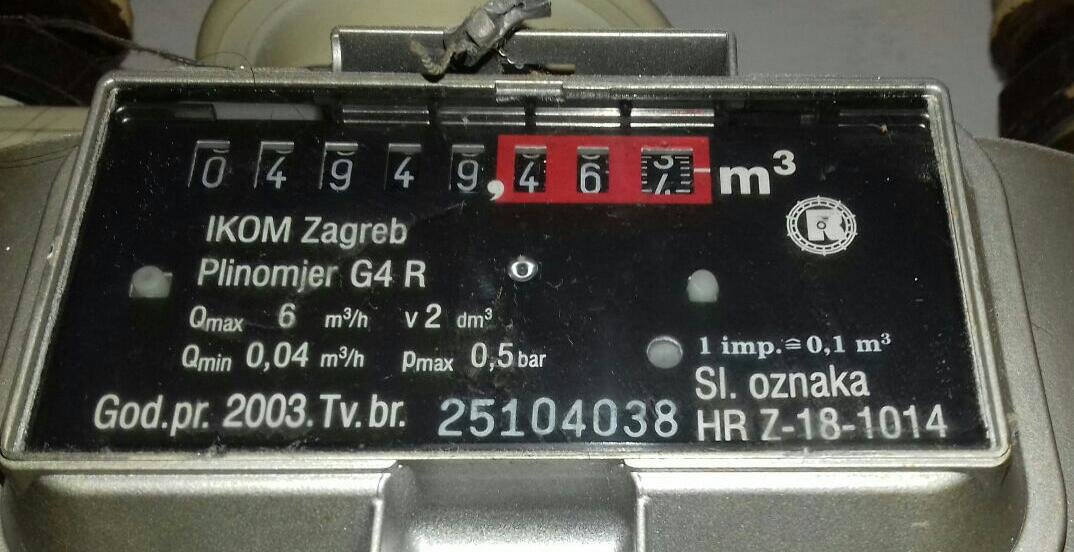 04949,463 m³
IKOM Zagreb
R
Plinomjer G4 R
Qmax 6 m³/h v 2 dm³
Qmin 0,04 m³/h pmax 0,5 bar
1 imp.≙0,1 m³
Sl. oznaka
God.pr. 2003.Tv.br. 25104038 HR Z-18-1014